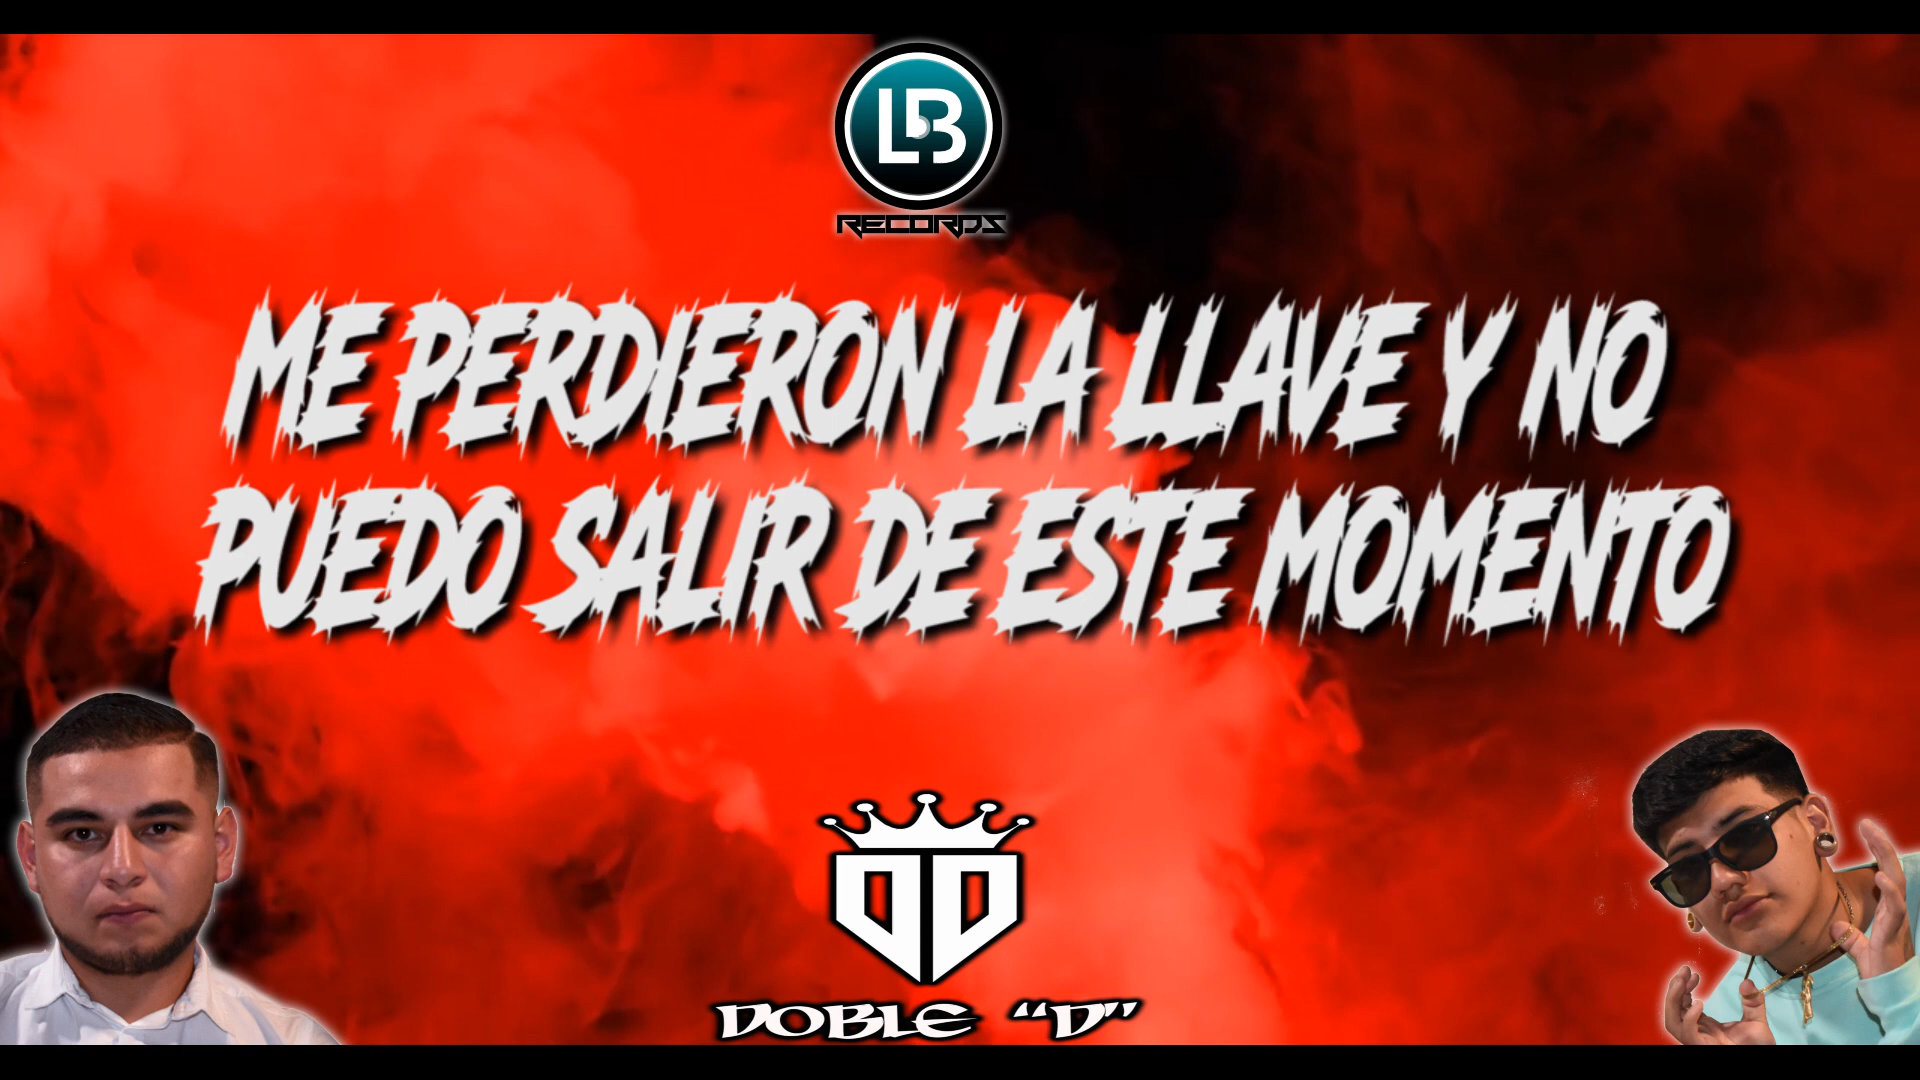 LB
RECORDS
ME PERDIERON LA LLAVE Y NO
PUEDO SALIR DE ESTE MOMENTO
DD
DOBLE “D”